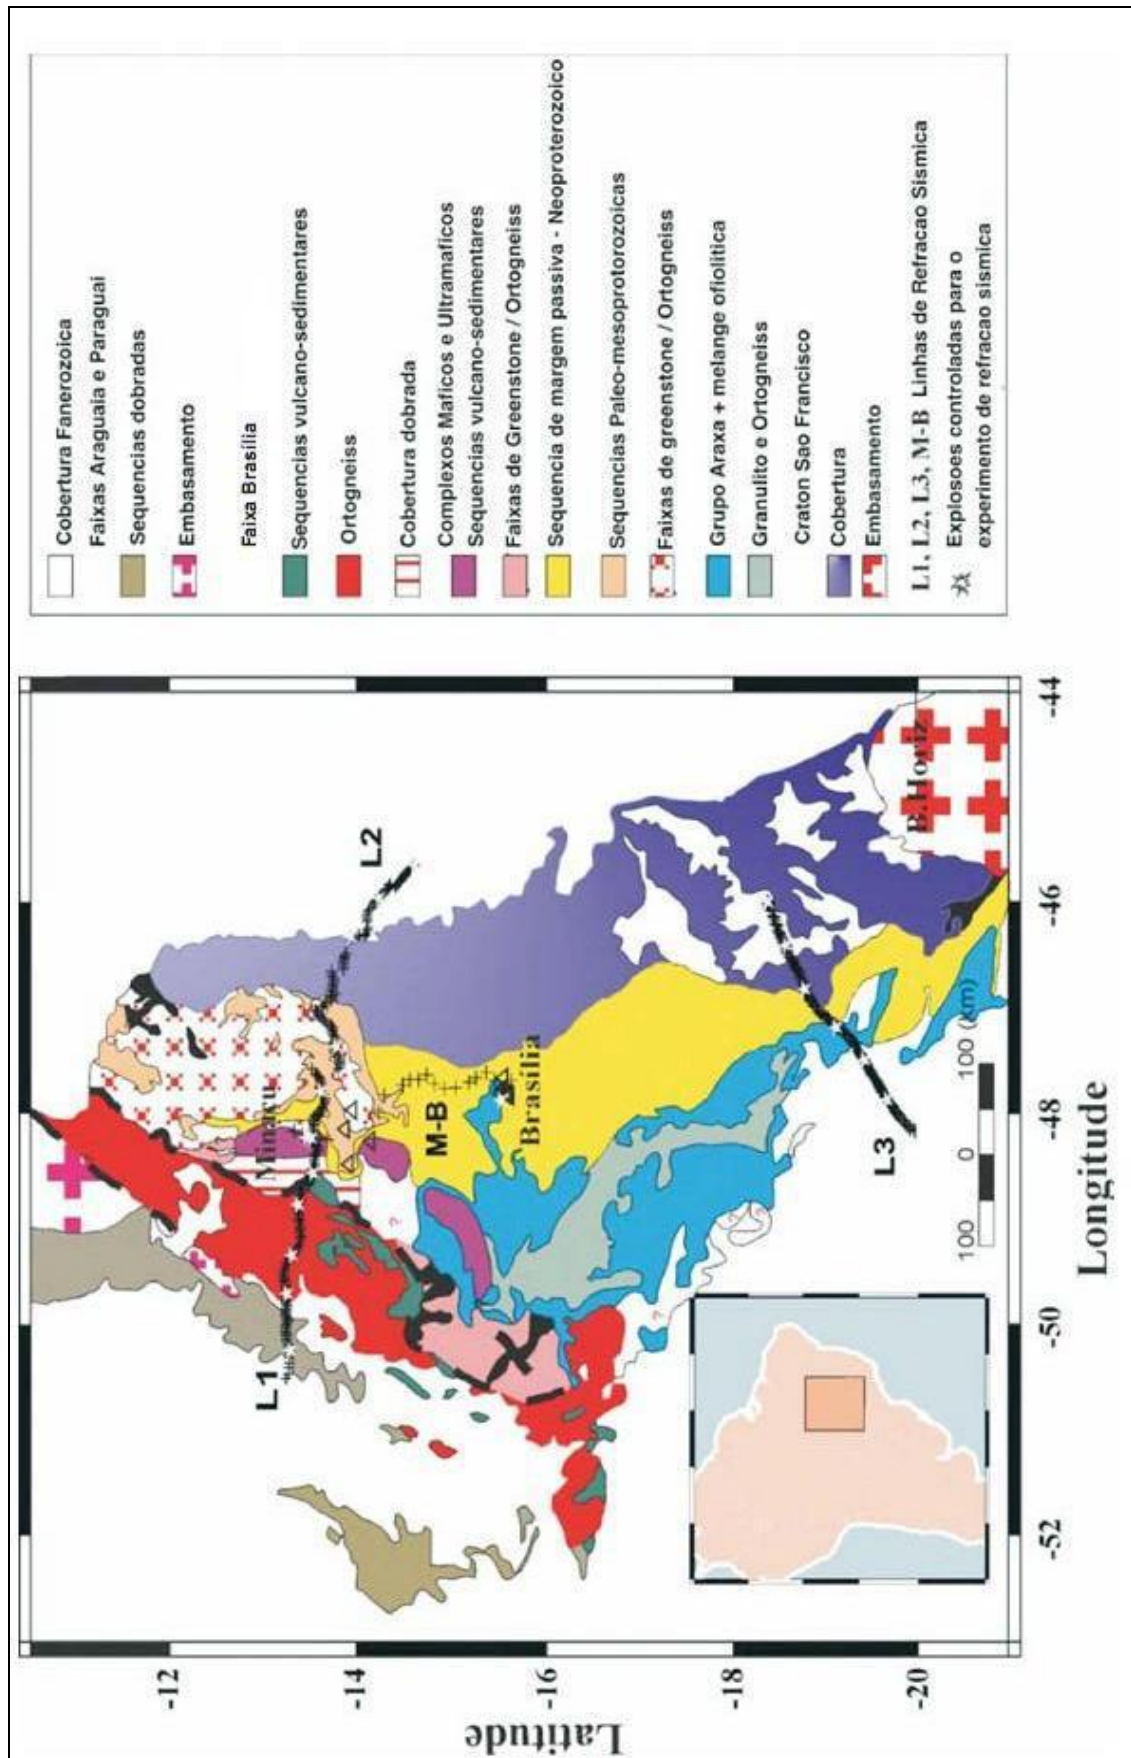 L1
L2
L3
M-B
Minacu
Brasilia
B.Horiz
?
?
?
100 0 100 (km)
-12
-14
-16
-18
-20
Latitude
-52
-50
-48
-46
-44
Longitude
Cobertura Fanerozoica
Faixas Araguaia e Paraguai
Sequencias dobradas
Embasamento
Faixa Brasília
Sequencias vulcano-sedimentares
Ortogneiss
Cobertura dobrada
Complexos Maficos e Ultramaficos
Sequencias vulcano-sedimentares
Faixas de Greenstone / Ortogneiss
Sequencia de margem passiva - Neoproterozoico
Sequencias Paleo-mesoprotorozoicas
Faixas de greenstone / Ortogneiss
Grupo Araxa + melange ofiolitica
Granulito e Ortogneiss
Craton Sao Francisco
Cobertura
Embasamento
L1, L2, L3, M-B Linhas de Refracao Sismica
Explosoes controladas para o
experimento de refracao sismica